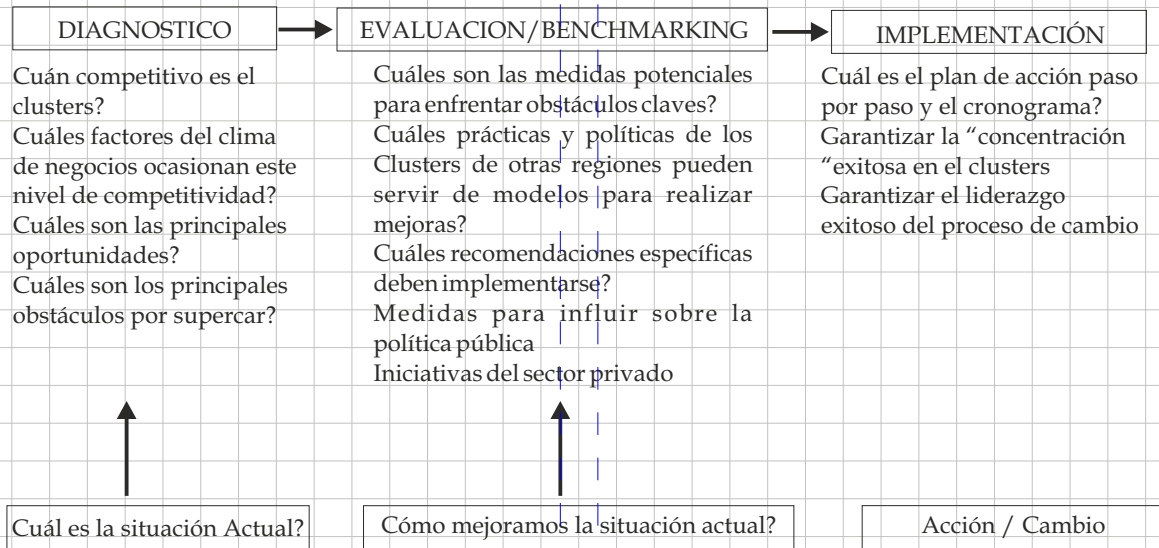 DIAGNOSTICO
EVALUACION/BENCHMARKING
IMPLEMENTACIÓN
Cuán competitivo es el
clusters?
Cuáles factores del clima
de negocios ocasionan este
nivel de competitividad?
Cuáles son las principales
oportunidades?
Cuáles son los principales
obstáculos por supercar?
Cuáles son las medidas potenciales
para enfrentar obstáculos claves?
Cuáles prácticas y políticas de los
Clusters de otras regiones pueden
servir de modelos para realizar
mejoras?
Cuáles recomendaciones específicas
deben implementarse?
Medidas para influir sobre la
política pública
Iniciativas del sector privado
Cuál es el plan de acción paso
por paso y el cronograma?
Garantizar la “concentración
“exitosa en el clusters
Garantizar el liderazgo
exitoso del proceso de cambio
Cuál es la situación Actual?
Cómo mejoramos la situación actual?
Acción / Cambio